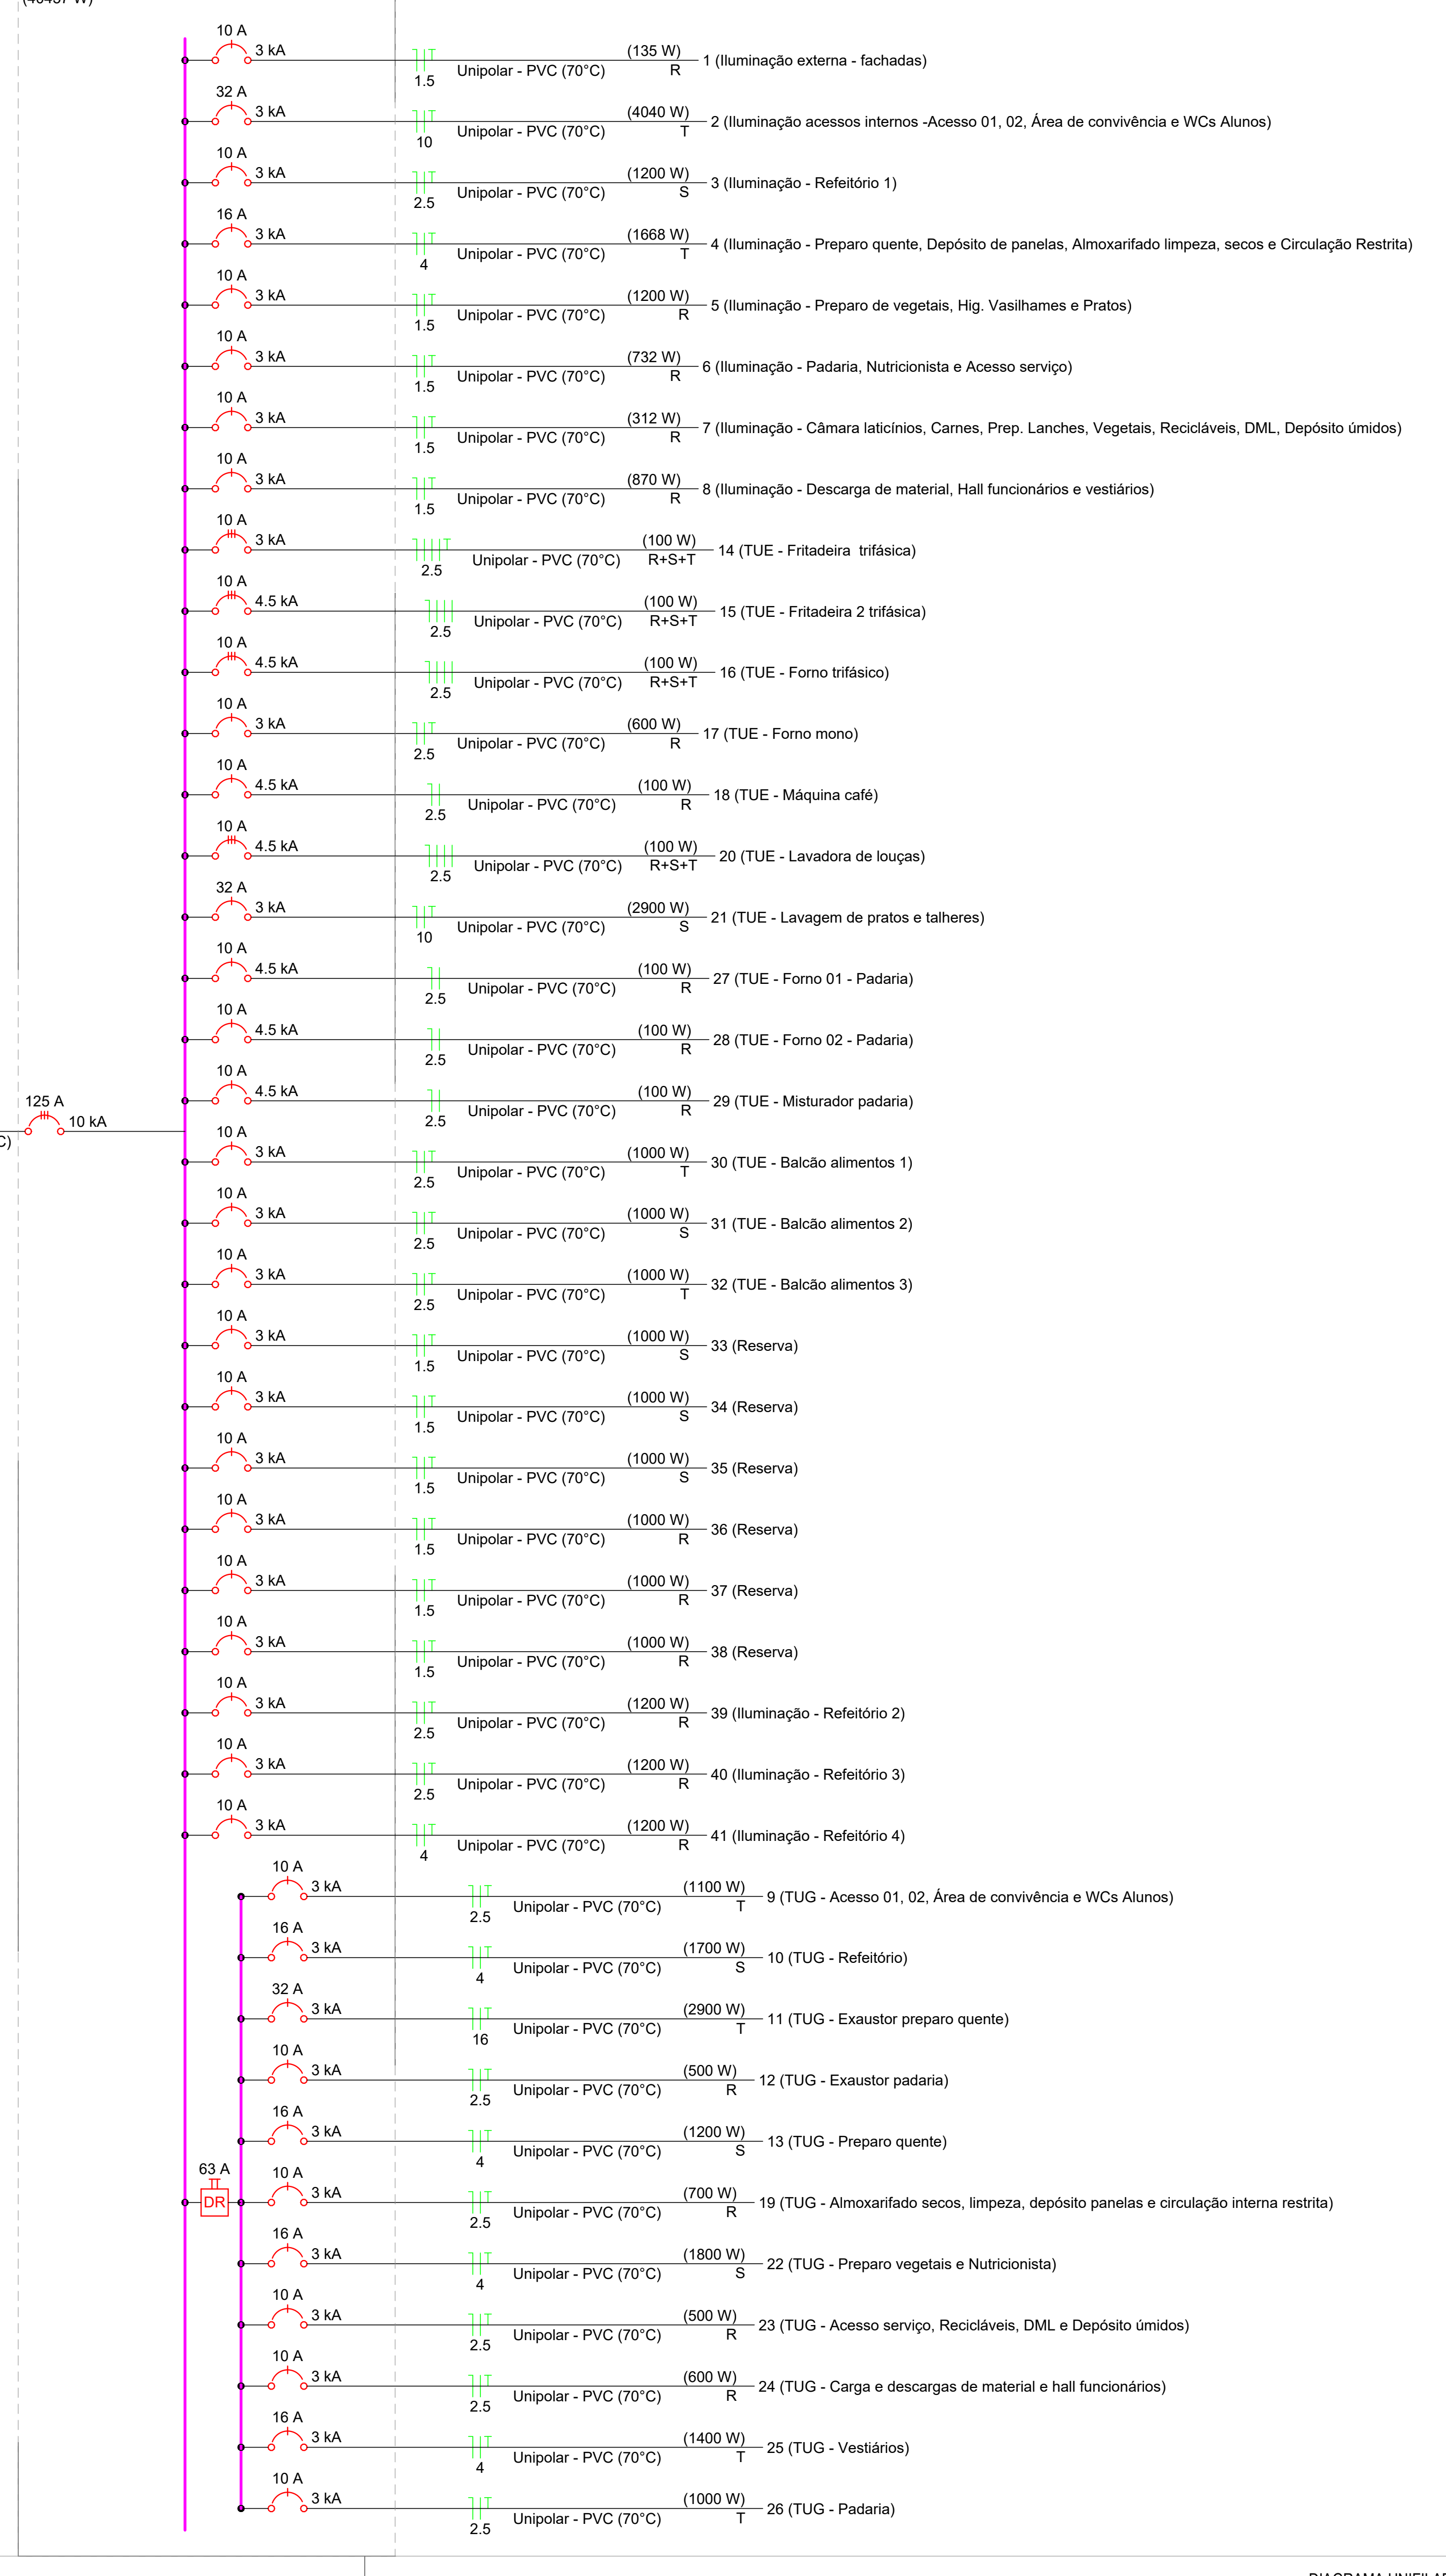 10 A
3 kA
(135 W)
1 (Iluminação externa - fachadas)
1.5
Unipolar - PVC (70°C)
R
32 A
3 kA
(4040 W)
2 (Iluminação acessos internos -Acesso 01, 02, Área de convivência e WCs Alunos)
10
Unipolar - PVC (70°C)
T
10 A
3 kA
(1200 W)
3 (Iluminação - Refeitório 1)
2.5
Unipolar - PVC (70°C)
S
16 A
3 kA
(1668 W)
4 (Iluminação - Preparo quente, Depósito de panelas, Almoxarifado limpeza, secos e Circulação Restrita)
4
Unipolar - PVC (70°C)
T
10 A
3 kA
(1200 W)
5 (Iluminação - Preparo de vegetais, Hig. Vasilhames e Pratos)
1.5
Unipolar - PVC (70°C)
R
10 A
3 kA
(732 W)
6 (Iluminação - Padaria, Nutricionista e Acesso serviço)
1.5
Unipolar - PVC (70°C)
R
10 A
3 kA
(312 W)
7 (Iluminação - Câmara laticínios, Carnes, Prep. Lanches, Vegetais, Recicláveis, DML, Depósito úmidos)
1.5
Unipolar - PVC (70°C)
R
10 A
3 kA
(870 W)
8 (Iluminação - Descarga de material, Hall funcionários e vestiários)
1.5
Unipolar - PVC (70°C)
R
10 A
3 kA
(100 W)
14 (TUE - Fritadeira  trifásica)
2.5
Unipolar - PVC (70°C)
R+S+T
10 A
4.5 kA
(100 W)
15 (TUE - Fritadeira 2 trifásica)
2.5
Unipolar - PVC (70°C)
R+S+T
10 A
4.5 kA
(100 W)
16 (TUE - Forno trifásico)
2.5
Unipolar - PVC (70°C)
R+S+T
10 A
3 kA
(600 W)
17 (TUE - Forno mono)
2.5
Unipolar - PVC (70°C)
R
10 A
4.5 kA
(100 W)
18 (TUE - Máquina café)
2.5
Unipolar - PVC (70°C)
R
10 A
4.5 kA
(100 W)
20 (TUE - Lavadora de louças)
2.5
Unipolar - PVC (70°C)
R+S+T
32 A
3 kA
(2900 W)
21 (TUE - Lavagem de pratos e talheres)
10
Unipolar - PVC (70°C)
S
10 A
4.5 kA
(100 W)
27 (TUE - Forno 01 - Padaria)
2.5
Unipolar - PVC (70°C)
R
10 A
4.5 kA
(100 W)
28 (TUE - Forno 02 - Padaria)
2.5
Unipolar - PVC (70°C)
R
10 A
4.5 kA
(100 W)
29 (TUE - Misturador padaria)
2.5
Unipolar - PVC (70°C)
R
125 A
10 kA
C)
10 A
3 kA
(1000 W)
30 (TUE - Balcão alimentos 1)
2.5
Unipolar - PVC (70°C)
T
10 A
3 kA
(1000 W)
31 (TUE - Balcão alimentos 2)
2.5
Unipolar - PVC (70°C)
S
10 A
3 kA
(1000 W)
32 (TUE - Balcão alimentos 3)
2.5
Unipolar - PVC (70°C)
T
10 A
3 kA
(1000 W)
33 (Reserva)
1.5
Unipolar - PVC (70°C)
S
10 A
3 kA
(1000 W)
34 (Reserva)
1.5
Unipolar - PVC (70°C)
S
10 A
3 kA
(1000 W)
35 (Reserva)
1.5
Unipolar - PVC (70°C)
S
10 A
3 kA
(1000 W)
36 (Reserva)
1.5
Unipolar - PVC (70°C)
R
10 A
3 kA
(1000 W)
37 (Reserva)
1.5
Unipolar - PVC (70°C)
R
10 A
3 kA
(1000 W)
38 (Reserva)
1.5
Unipolar - PVC (70°C)
R
10 A
3 kA
(1200 W)
39 (Iluminação - Refeitório 2)
2.5
Unipolar - PVC (70°C)
R
10 A
3 kA
(1200 W)
40 (Iluminação - Refeitório 3)
2.5
Unipolar - PVC (70°C)
R
10 A
3 kA
(1200 W)
41 (Iluminação - Refeitório 4)
4
Unipolar - PVC (70°C)
R
10 A
3 kA
(1100 W)
9 (TUG - Acesso 01, 02, Área de convivência e WCs Alunos)
2.5
Unipolar - PVC (70°C)
T
16 A
3 kA
(1700 W)
10 (TUG - Refeitório)
4
Unipolar - PVC (70°C)
S
32 A
3 kA
(2900 W)
11 (TUG - Exaustor preparo quente)
16
Unipolar - PVC (70°C)
T
10 A
3 kA
(500 W)
12 (TUG - Exaustor padaria)
2.5
Unipolar - PVC (70°C)
R
16 A
3 kA
(1200 W)
13 (TUG - Preparo quente)
4
Unipolar - PVC (70°C)
S
63 A
DR
10 A
3 kA
(700 W)
19 (TUG - Almoxarifado secos, limpeza, depósito panelas e circulação interna restrita)
2.5
Unipolar - PVC (70°C)
R
16 A
3 kA
(1800 W)
22 (TUG - Preparo vegetais e Nutricionista)
4
Unipolar - PVC (70°C)
S
10 A
3 kA
(500 W)
23 (TUG - Acesso serviço, Recicláveis, DML e Depósito úmidos)
2.5
Unipolar - PVC (70°C)
R
10 A
3 kA
(600 W)
24 (TUG - Carga e descargas de material e hall funcionários)
2.5
Unipolar - PVC (70°C)
R
16 A
3 kA
(1400 W)
25 (TUG - Vestiários)
4
Unipolar - PVC (70°C)
T
10 A
3 kA
(1000 W)
26 (TUG - Padaria)
2.5
Unipolar - PVC (70°C)
T